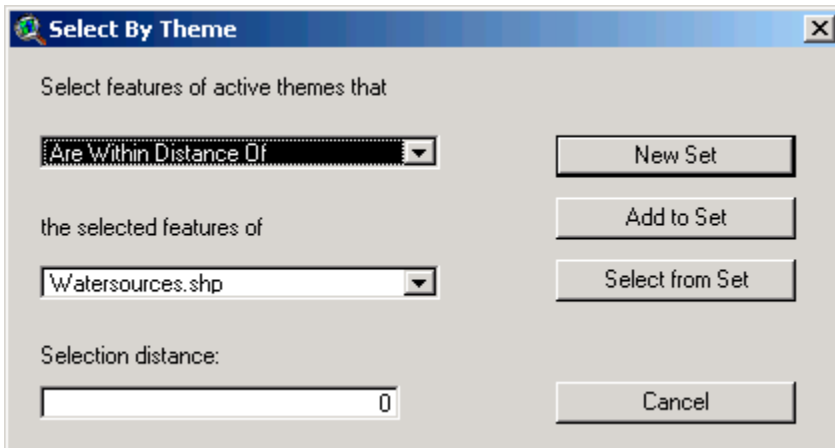 Select By Theme
Select features of active themes that
Are Within Distance Of
New Set
Add to Set
the selected features of
Watersources.shp
Select from Set
Selection distance:
0
Cancel